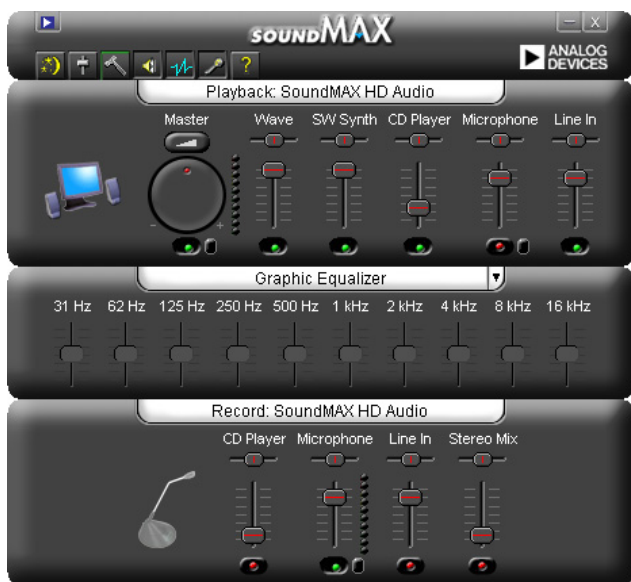 SOUNDMAX
ANALOG
DEVICES
Playback: SoundMAX HD Audio
Master Wave SW Synth CD Player Microphone Line In
- +
Graphic Equalizer
31 Hz 62 Hz 125 Hz 250 Hz 500 Hz 1 kHz 2 kHz 4 kHz 8 kHz 16 kHz
Record: SoundMAX HD Audio
CD Player Microphone Line In Stereo Mix